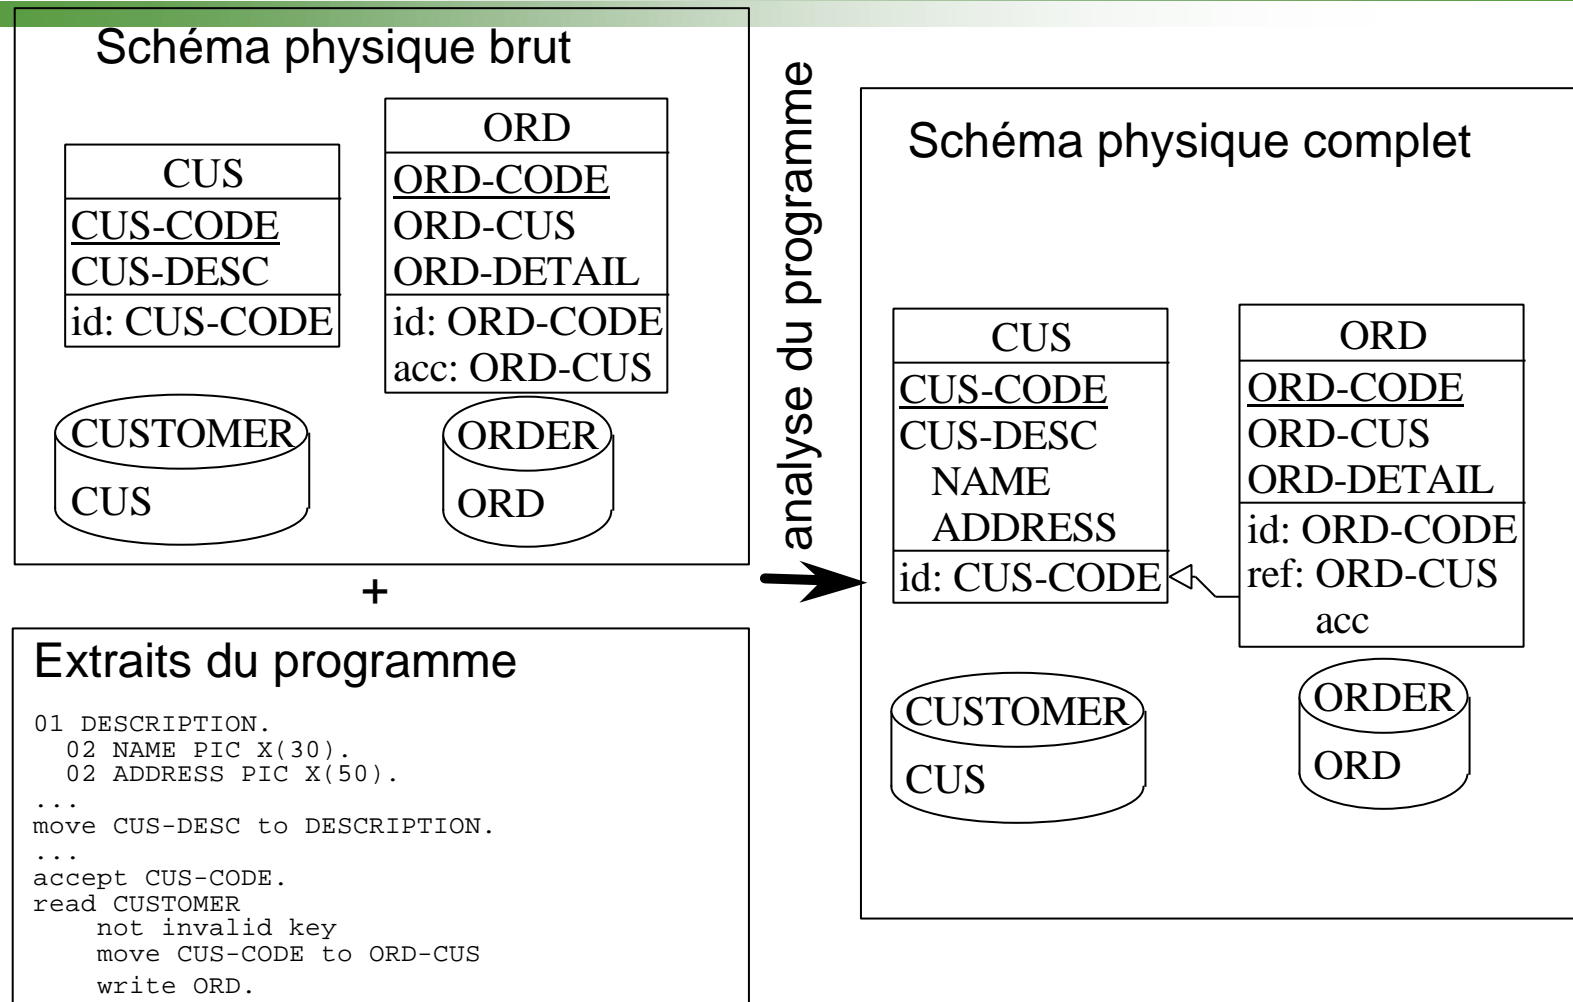 Schéma physique brut
CUS
CUS-CODE
CUS-DESC
id: CUS-CODE
ORD
ORD-CODE
ORD-CUS
ORD-DETAIL
id: ORD-CODE
acc: ORD-CUS
CUSTOMER
CUS
ORDER
ORD
+
Extraits du programme
01 DESCRIPTION.
02 NAME PIC X(30).
02 ADDRESS PIC X(50).
...
move CUS-DESC to DESCRIPTION.
...
accept CUS-CODE.
read CUSTOMER
not invalid key
move CUS-CODE to ORD-CUS
write ORD.
analyse du programme
Schéma physique complet
CUS
CUS-CODE
CUS-DESC
NAME
ADDRESS
id: CUS-CODE
ORD
ORD-CODE
ORD-CUS
ORD-DETAIL
id: ORD-CODE
ref: ORD-CUS
acc
CUSTOMER
CUS
ORDER
ORD